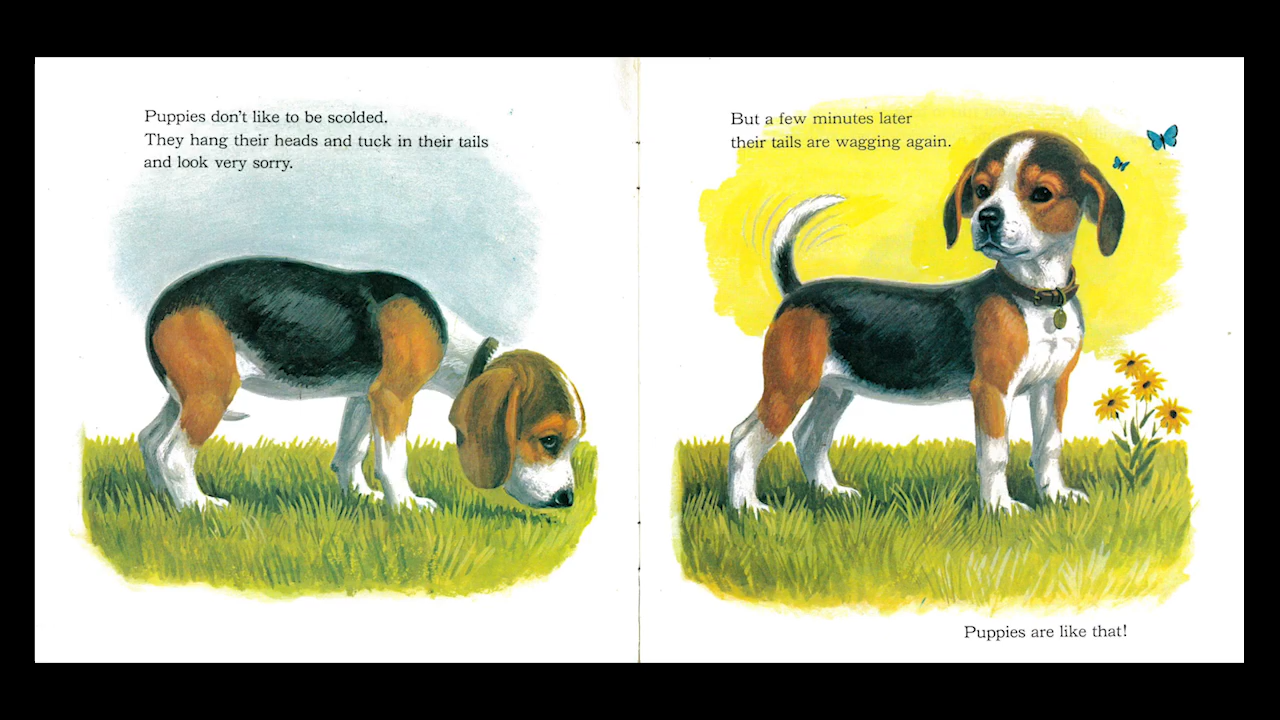 Puppies don't like to be scolded.
They hang their heads and tuck in their tails
and look very sorry.
But a few minutes later
their tails are wagging again.
Puppies are like that!